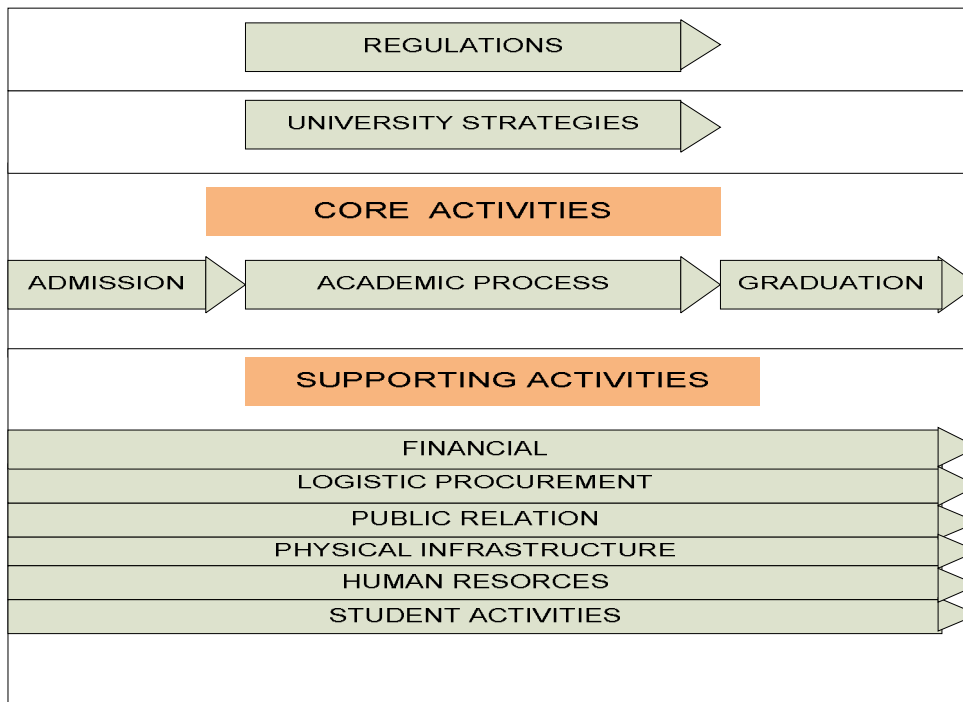 REGULATIONS
UNIVERSITY STRATEGIES
CORE ACTIVITIES
ADMISSION
ACADEMIC PROCESS
GRADUATION
SUPPORTING ACTIVITIES
FINANCIAL
LOGISTIC PROCUREMENT
PUBLIC RELATION
PHYSICAL INFRASTRUCTURE
HUMAN RESORCES
STUDENT ACTIVITIES